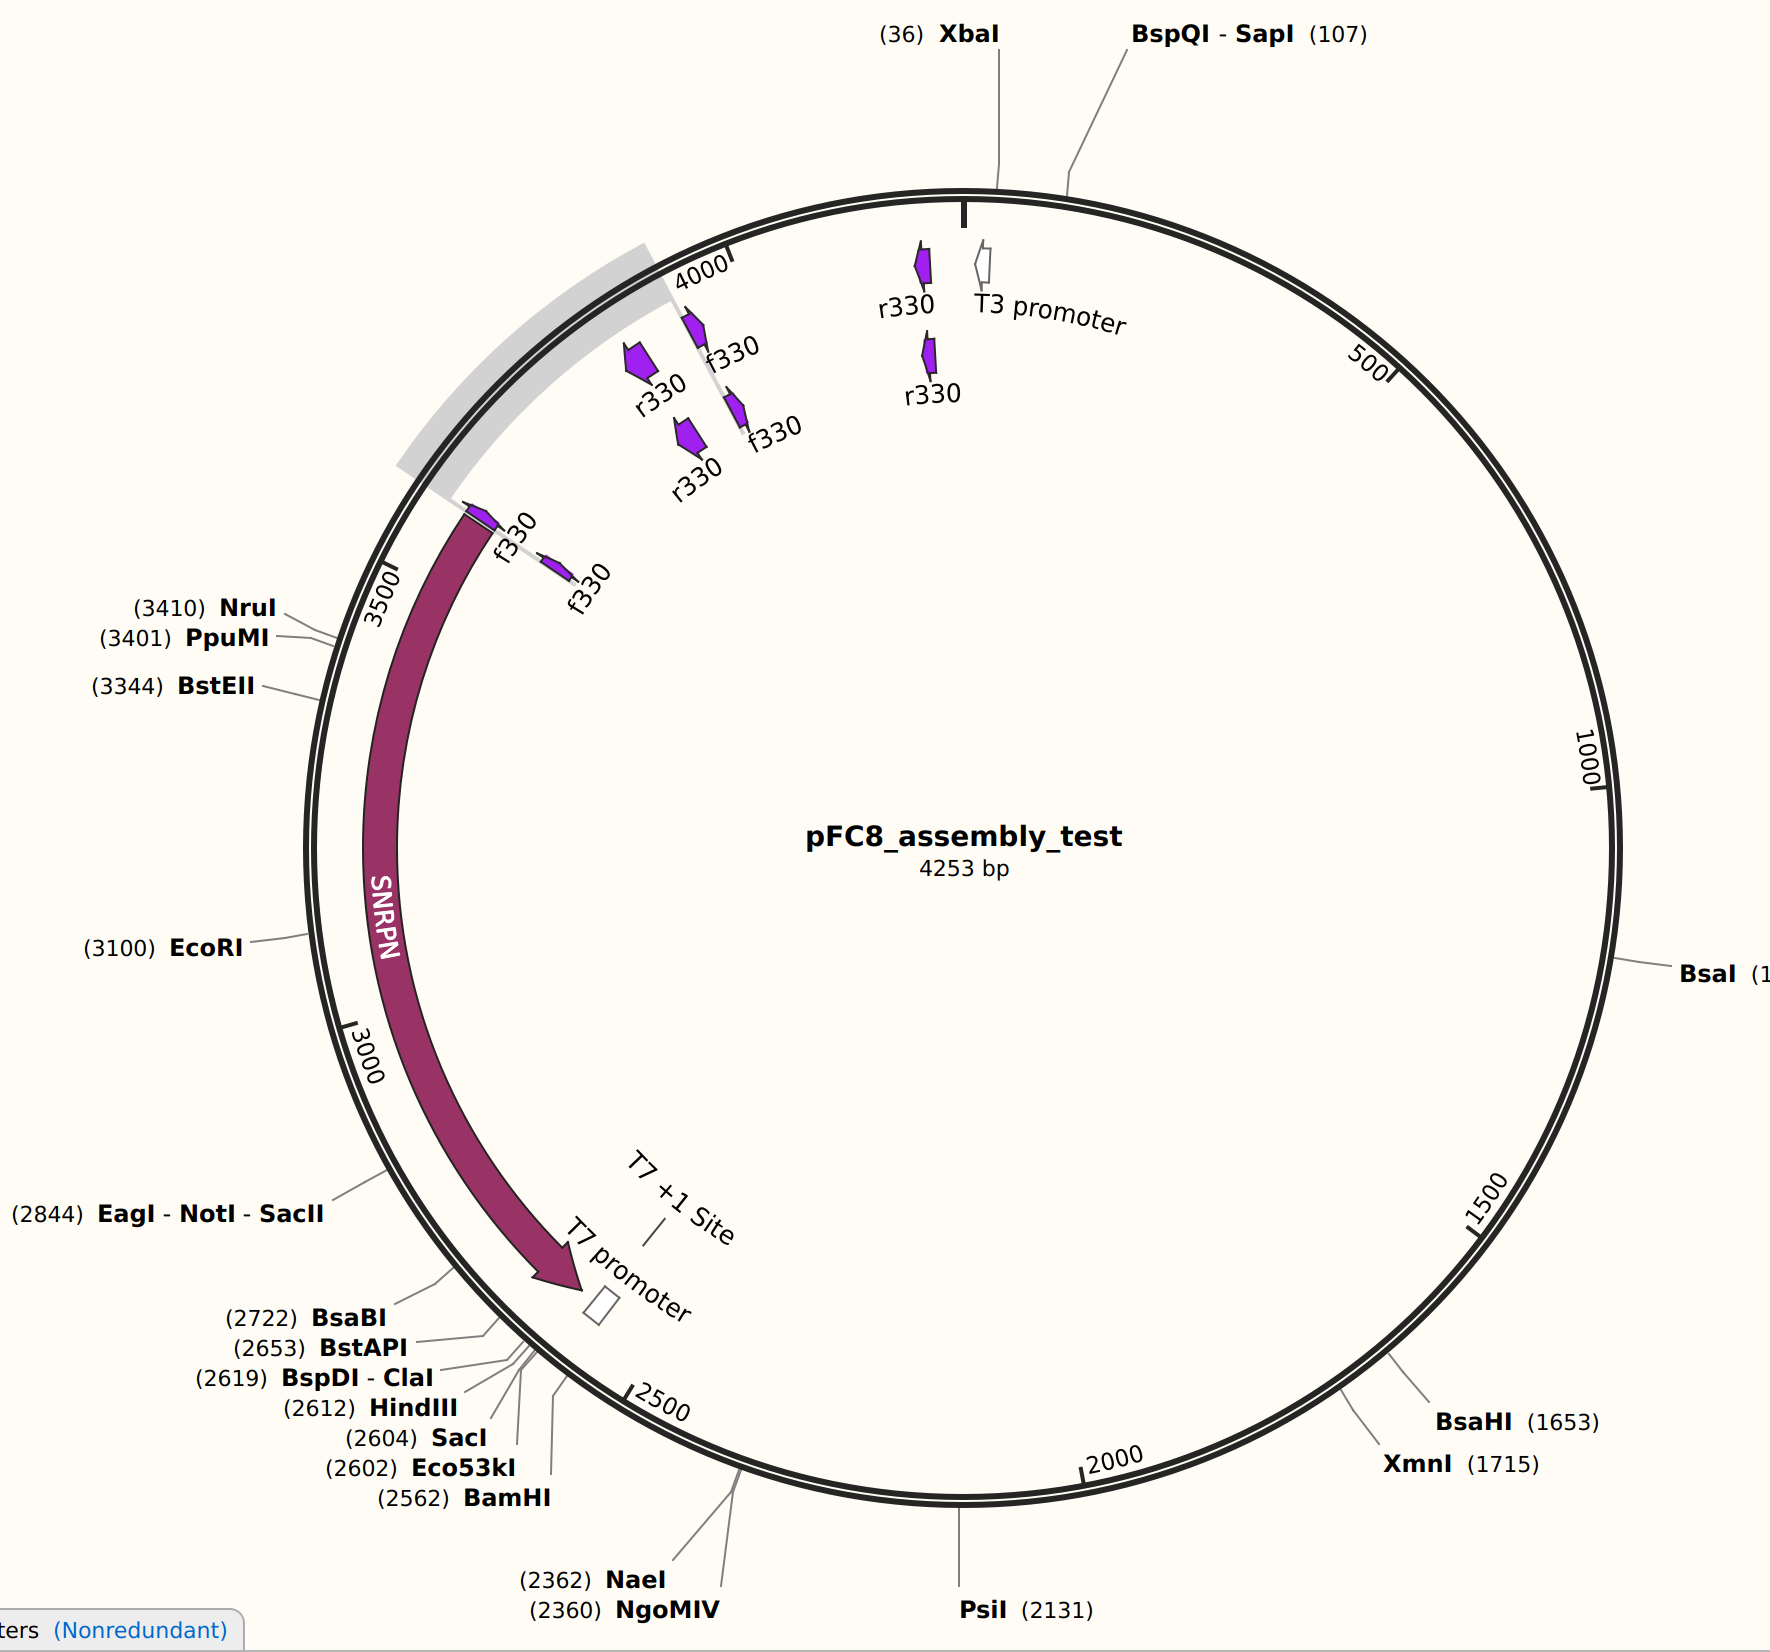 (36) XbaI
BspQI - SapI (107)
4000
r330
T3 promoter
f330
r330
500
r330
f330
r330
f330
f330
3500
(3410) NruI
(3401) PpuMI
(3344) BstEII
1000
pFC8_assembly_test
4253 bp
SNRPN
(3100) EcoRI
BsaI (1
3000
T7 +1 Site
(2844) EagI - NotI - SacII
T7 promoter
1500
(2722) BsaBI
(2653) BstAPI
(2619) BspDI - ClaI
(2612) HindIII
(2604) SacI
(2602) Eco53kI
(2562) BamHI
2500
2000
BsaHI (1653)
XmnI (1715)
(2362) NaeI
(2360) NgoMIV
PsiI (2131)
ters (Nonredundant)